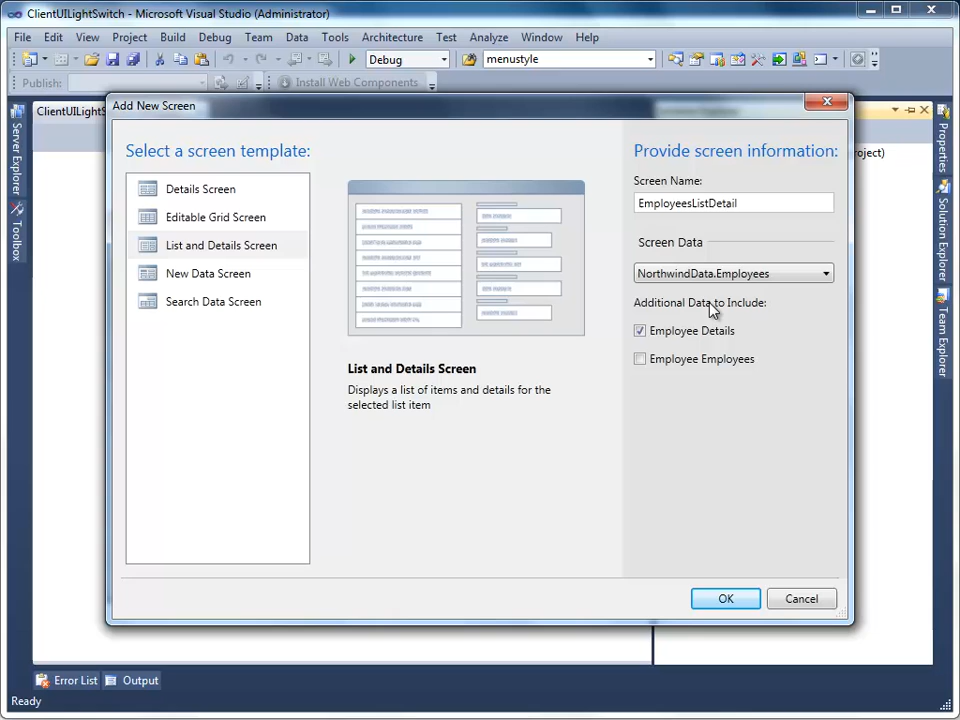 ClientUILightSwitch - Microsoft Visual Studio (Administrator)
File Edit View Project Build Debug Team Data Tools Architecture Test Analyze Window Help
Debug menustyle
Publish: Install Web Components
ClientUILightS
Add New Screen
Server Explorer
Toolbox
Properties
Solution Explorer
Team Explorer
roject)
Select a screen template:
Details Screen
Editable Grid Screen
List and Details Screen
New Data Screen
Search Data Screen
List and Details Screen
Displays a list of items and details for the
selected list item
Provide screen information:
Screen Name:
EmployeesListDetail
Screen Data
NorthwindData.Employees
Additional Data to Include:
Employee Details
Employee Employees
OK Cancel
Error List Output
Ready